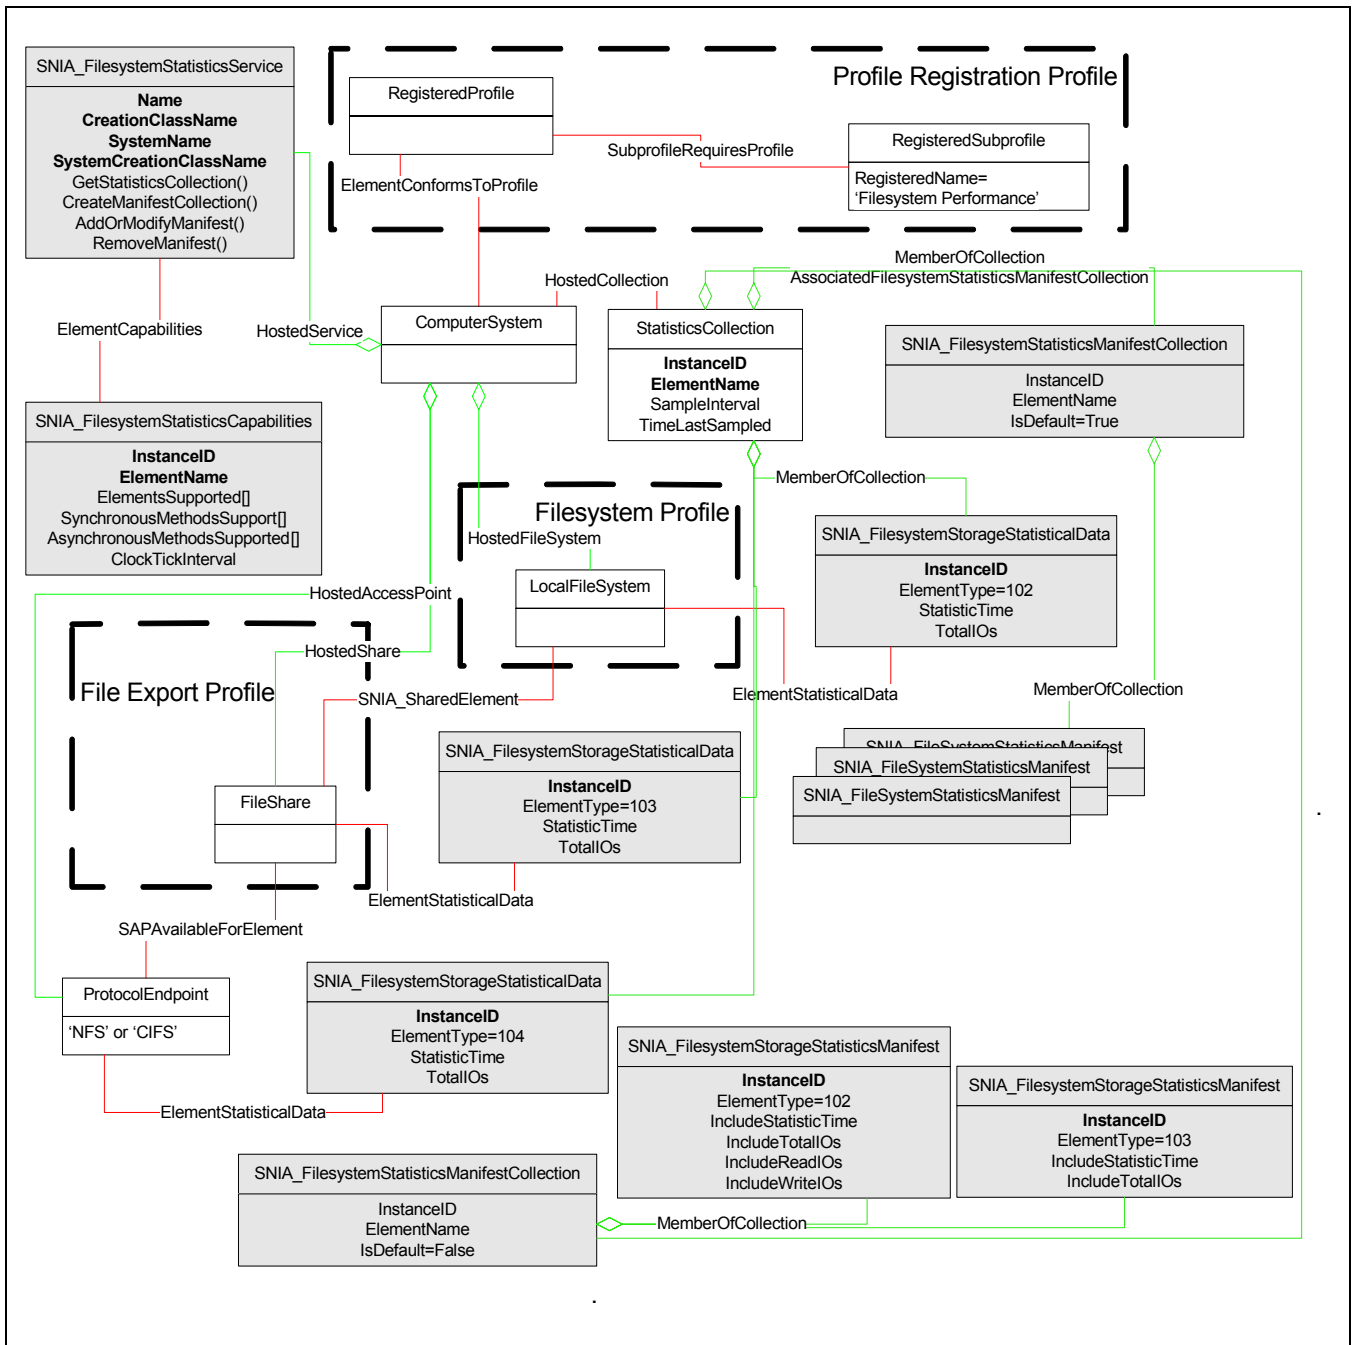 SNIA_FilesystemStatisticsService
Name
CreationClassName
SystemName
SystemCreationClassName
GetStatisticsCollection()
CreateManifestCollection()
AddOrModifyManifest()
RemoveManifest()
Profile Registration Profile
RegisteredProfile
SubprofileRequiresProfile
RegisteredSubprofile
RegisteredName=
‘Filesystem Performance’
ElementConformsToProfile
MemberOfCollection
AssociatedFilesystemStatisticsManifestCollection
HostedCollection
ElementCapabilities
HostedService
ComputerSystem
StatisticsCollection
InstanceID
ElementName
SampleInterval
TimeLastSampled
SNIA_FilesystemStatisticsManifestCollection
InstanceID
ElementName
IsDefault=True
SNIA_FilesystemStatisticsCapabilities
InstanceID
ElementName
ElementsSupported[]
SynchronousMethodsSupport[]
AsynchronousMethodsSupported[]
ClockTickInterval
MemberOfCollection
Filesystem Profile
HostedFileSystem
LocalFileSystem
SNIA_FilesystemStorageStatisticalData
InstanceID
ElementType=102
StatisticTime
TotalIOs
HostedAccessPoint
HostedShare
File Export Profile
SNIA_SharedElement
ElementStatisticalData
MemberOfCollection
SNIA_FileSystemStatisticsManifest
SNIA_FileSystemStatisticsManifest
SNIA_FileSystemStatisticsManifest
SNIA_FilesystemStorageStatisticalData
InstanceID
ElementType=103
StatisticTime
TotalIOs
FileShare
ElementStatisticalData
SAPAvailableForElement
ProtocolEndpoint
‘NFS’ or ‘CIFS’
SNIA_FilesystemStorageStatisticalData
InstanceID
ElementType=104
StatisticTime
TotalIOs
ElementStatisticalData
SNIA_FilesystemStorageStatisticsManifest
InstanceID
ElementType=102
IncludeStatisticTime
IncludeTotalIOs
IncludeReadIOs
IncludeWriteIOs
SNIA_FilesystemStorageStatisticsManifest
InstanceID
ElementType=103
IncludeStatisticTime
IncludeTotalIOs
SNIA_FilesystemStatisticsManifestCollection
InstanceID
ElementName
IsDefault=False
MemberOfCollection